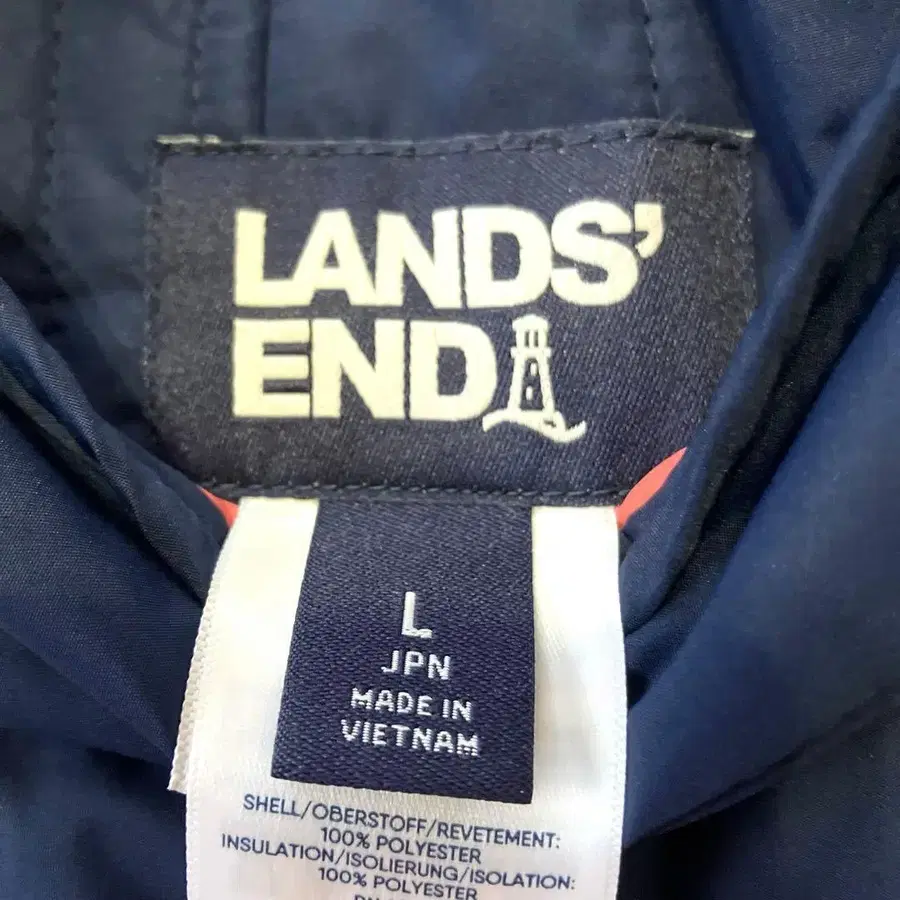 LANDS'
END
L
JPN
MADE IN
VIETNAM
SHELL/OBERSTOFF/REVETEMENT:
100% POLYESTER
INSULATION/ISOLIERUNG/ISOLATION:
100% POLYESTER